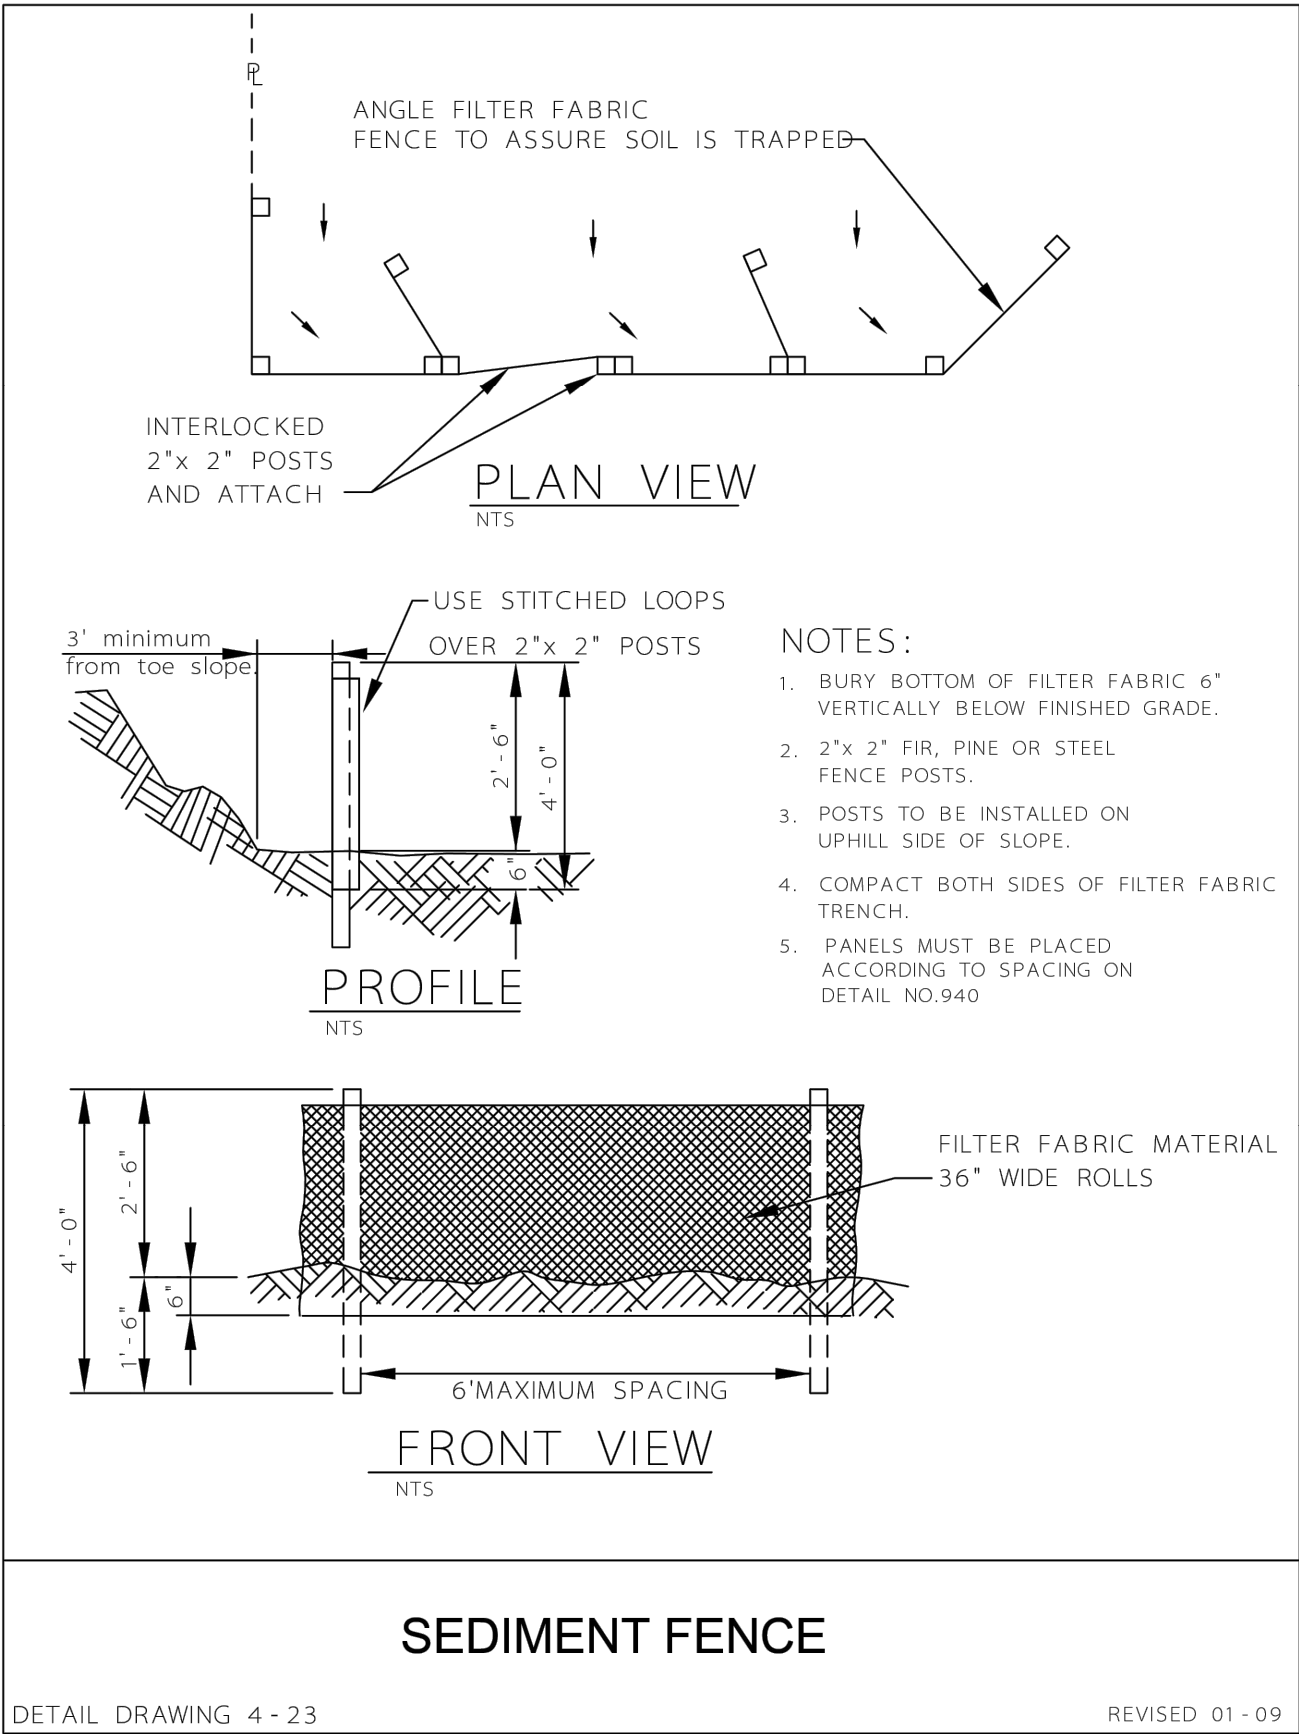 PL
ANGLE FILTER FABRIC
FENCE TO ASSURE SOIL IS TRAPPED
INTERLOCKED
2"x 2" POSTS
AND ATTACH
PLAN VIEW
NTS
USE STITCHED LOOPS
OVER 2"x 2" POSTS
3' minimum
from toe slope.
2'-6"
4'-0"
6"
PROFILE
NTS
NOTES:
1. BURY BOTTOM OF FILTER FABRIC 6"
VERTICALLY BELOW FINISHED GRADE.
2. 2"x 2" FIR, PINE OR STEEL
FENCE POSTS.
3. POSTS TO BE INSTALLED ON
UPHILL SIDE OF SLOPE.
4. COMPACT BOTH SIDES OF FILTER FABRIC
TRENCH.
5. PANELS MUST BE PLACED
ACCORDING TO SPACING ON
DETAIL NO.940
4'-0"
2'-6"
1'-6"
6"
FILTER FABRIC MATERIAL
36" WIDE ROLLS
6'MAXIMUM SPACING
FRONT VIEW
NTS
SEDIMENT FENCE
DETAIL DRAWING 4-23
REVISED 01-09